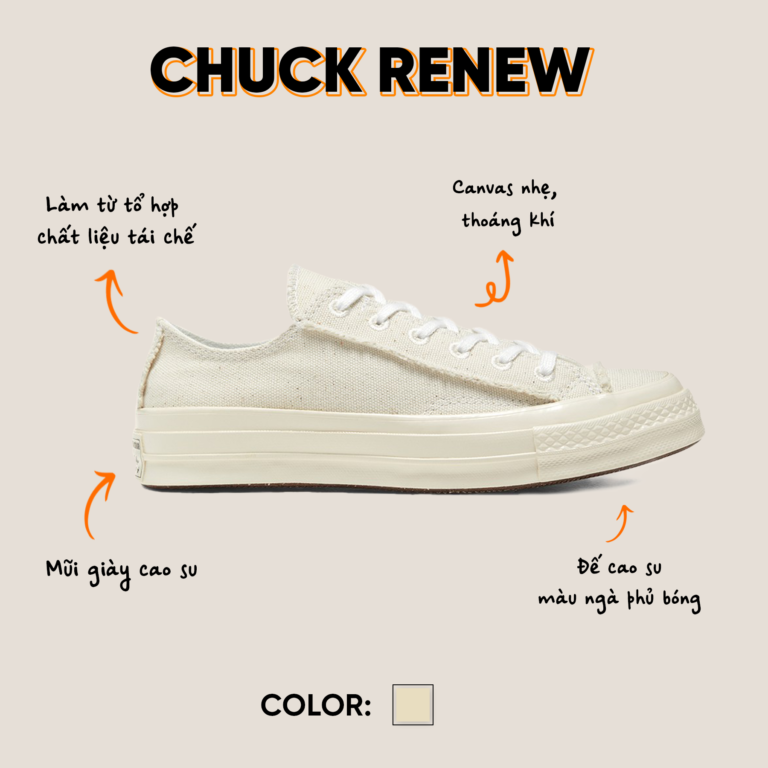 CHUCK RENEW
Làm từ tổ hợp
chất liệu tái chế
Canvas nhẹ,
thoáng khí
Mũi giày cao su
Đế cao su
màu ngà phủ bóng
COLOR: